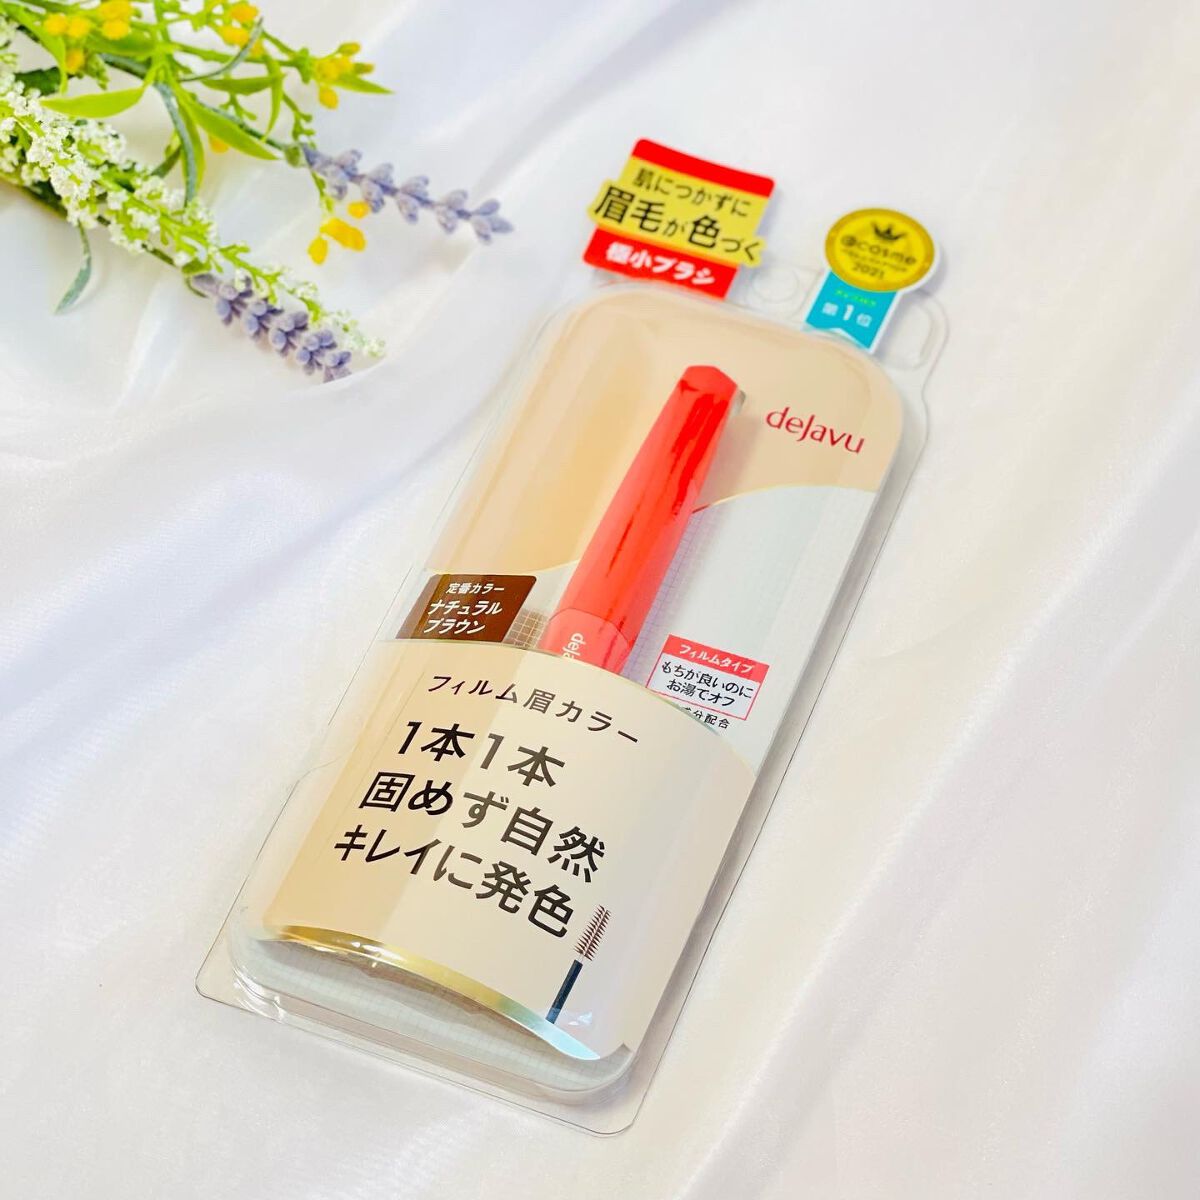 肌につかずに
眉毛が色づく
極小ブラシ
@cosme
2021
第1位
dejavu
定番カラー
ナチュラル
ブラウン
フィルムタイプ
もちが良いのに
お湯でオフ
分配合
フィルム眉カラー
1本1本
固めず自然
キレイに発色